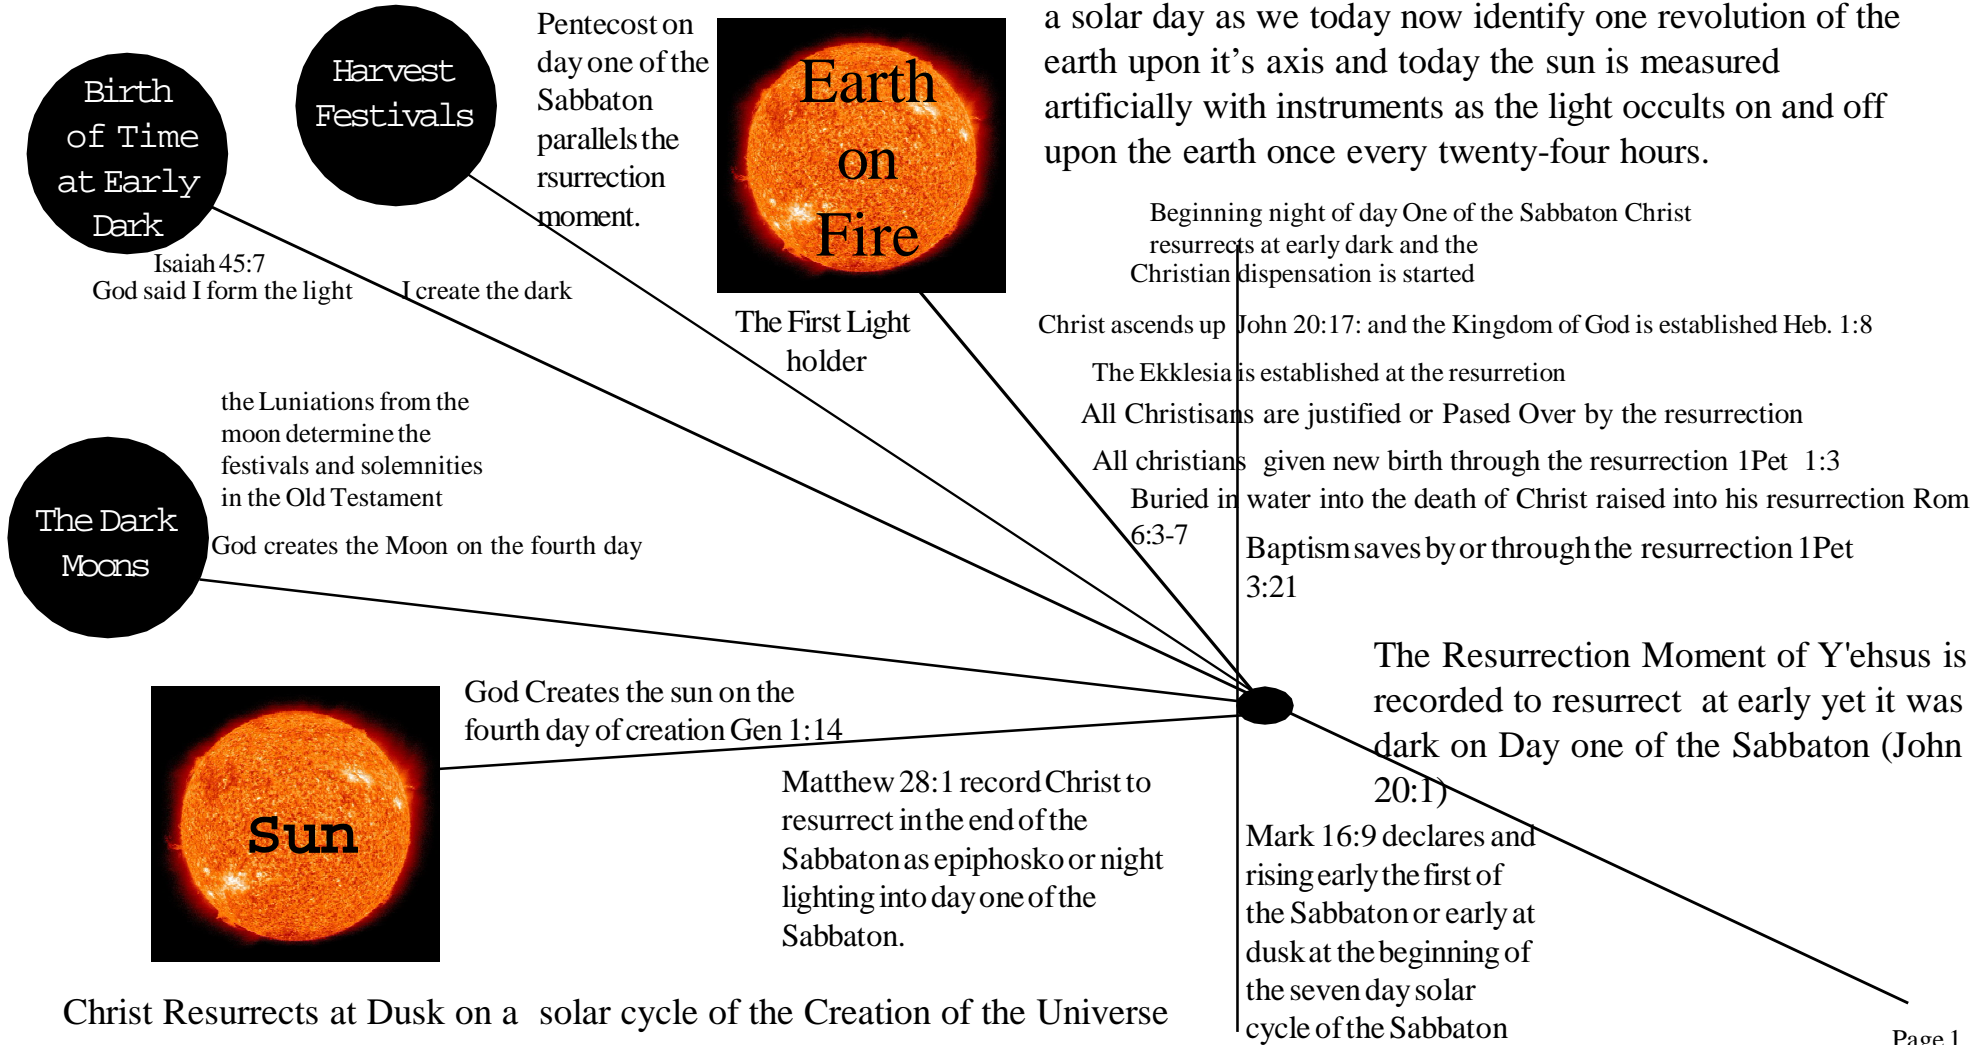 a solar day as we today now identify one revolution of the
earth upon it's axis and today the sun is measured
artificially with instruments as the light occults on and off
upon the earth once every twenty-four hours.
Birth
of Time
at Early
Dark
Harvest
Festivals
Pentecost on
day one of the
Sabbaton
parallels the
rsurrection
moment.
Earth
on
Fire
Isaiah 45:7
God said I form the light I create the dark
The First Light
holder
Beginning night of day One of the Sabbaton Christ
resurrects at early dark and the
Christian dispensation is started
Christ ascends up John 20:17: and the Kingdom of God is established Heb. 1:8
The Ekklesia is established at the resurretion
All Christisans are justified or Pased Over by the resurrection
All christians given new birth through the resurrection 1Pet 1:3
Buried in water into the death of Christ raised into his resurrection Rom
6:3-7
Baptism saves by or through the resurrection 1Pet
3:21
the Luniations from the
moon determine the
festivals and solemnities
in the Old Testament
The Dark
Moons
God creates the Moon on the fourth day
The Resurrection Moment of Y'ehsus is
recorded to resurrect at early yet it was
dark on Day one of the Sabbaton (John
20:1)
God Creates the sun on the
fourth day of creation Gen 1:14
Sun
Matthew 28:1 record Christ to
resurrect in the end of the
Sabbaton as epiphosko or night
lighting into day one of the
Sabbaton.
Mark 16:9 declares and
rising early the first of
the Sabbaton or early at
dusk at the beginning of
the seven day solar
cycle of the Sabbaton
Christ Resurrects at Dusk on a solar cycle of the Creation of the Universe
Page 1